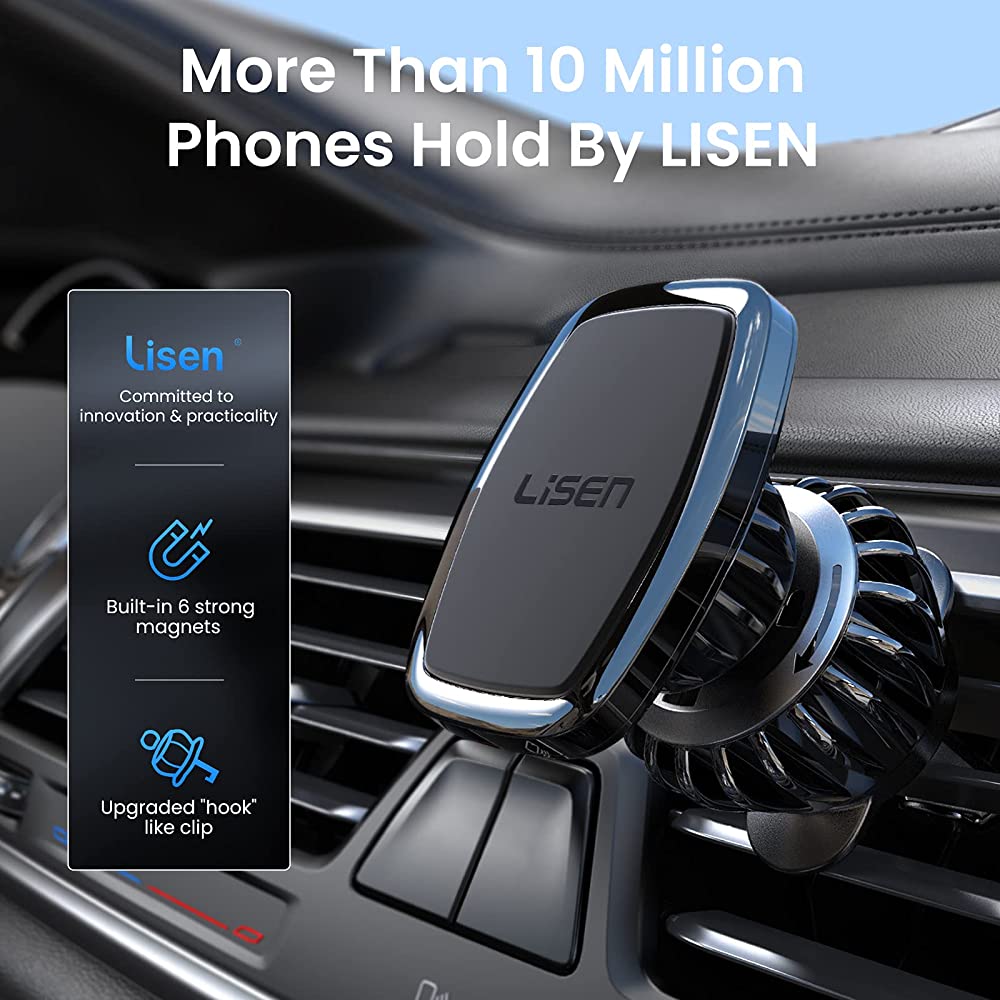 More Than 10 Million
Phones Hold By LISEN
Lisen ®
Committed to
innovation & practicality
Built-in 6 strong
magnets
Upgraded "hook"
like clip
LISEN